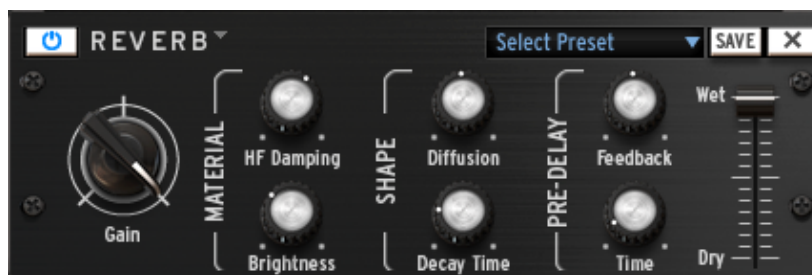 REVERB
Select Preset
SAVE
X
MATERIAL
HF Damping
Brightness
SHAPE
Diffusion
Decay Time
PRE-DELAY
Feedback
Time
Wet
Dry
Gain